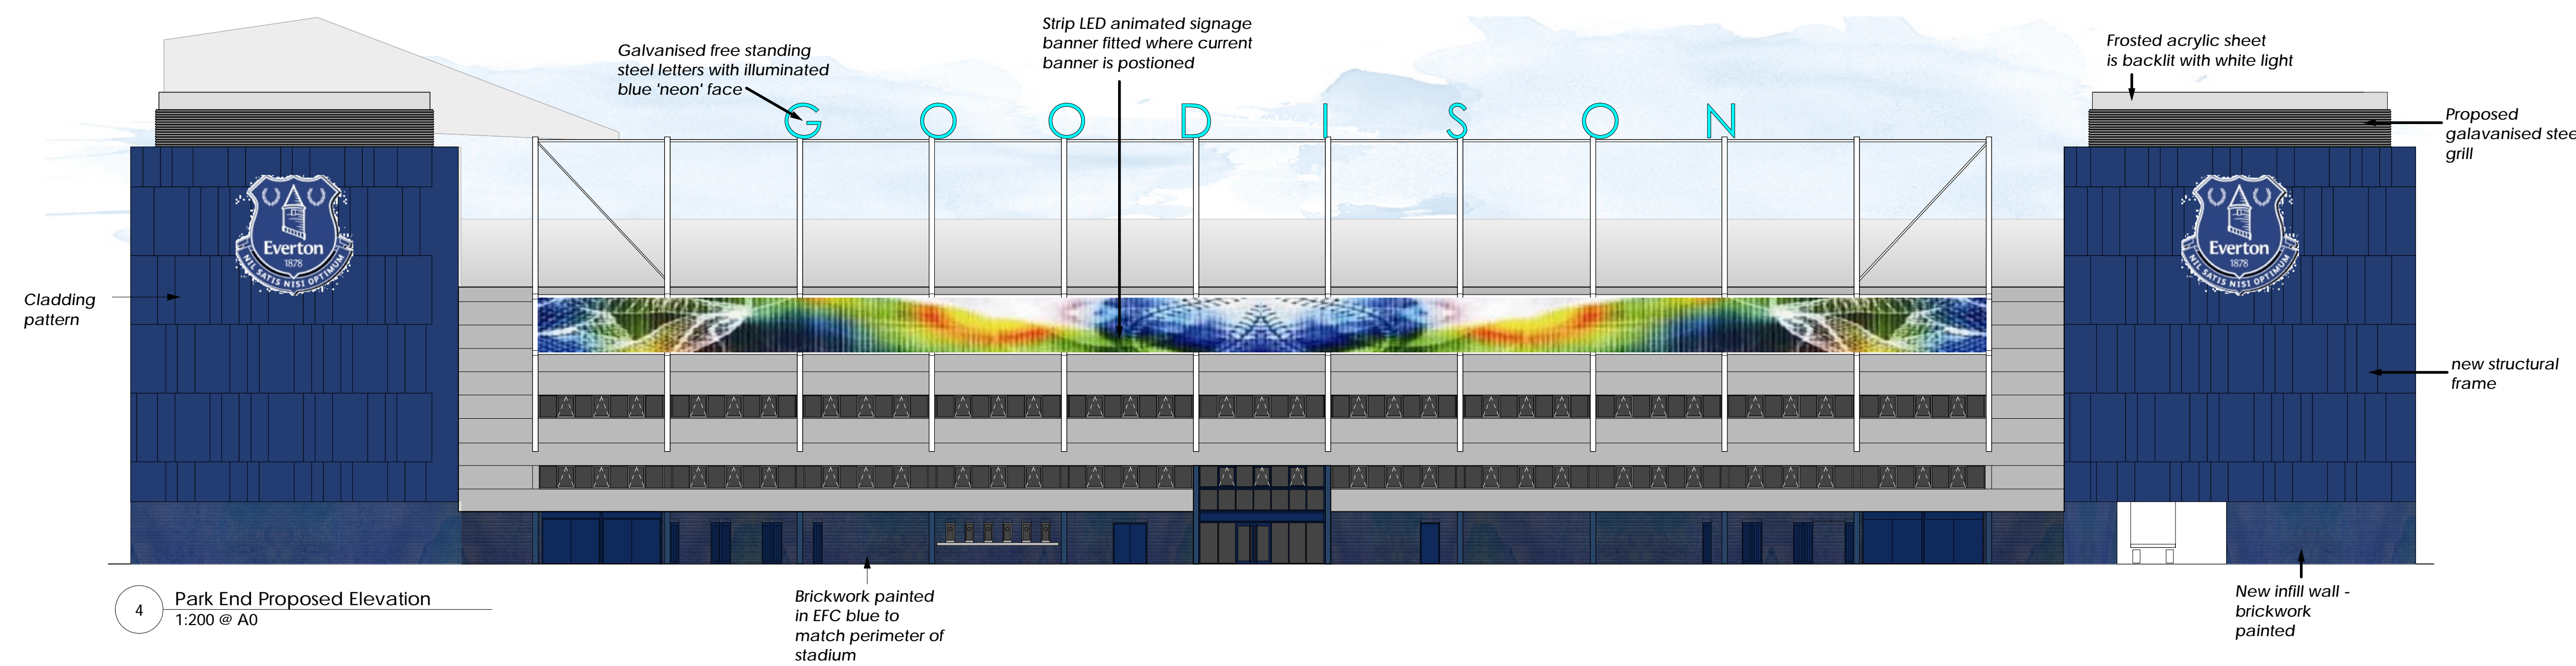 Strip LED animated signage
banner fitted where current
banner is postioned
Galvanised free standing
steel letters with illuminated
blue 'neon' face
Frosted acrylic sheet
is backlit with white light
GOODISON
Proposed
galavanised stee
grill
Everton
1878
NIL SATIS NISI OPTIMUM
Everton
1878
NIL SATIS NISI OPTIMUM
Cladding
pattern
new structural
frame
4
Park End Proposed Elevation
1:200 @ A0
Brickwork painted
in EFC blue to
match perimeter of
stadium
New infill wall -
brickwork
painted